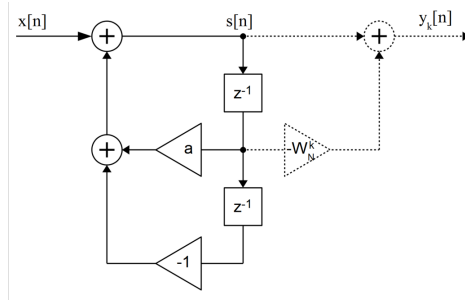 x[n] s[n] y_k[n]
+ +
z⁻¹
+ a -W_N^k
z⁻¹
-1